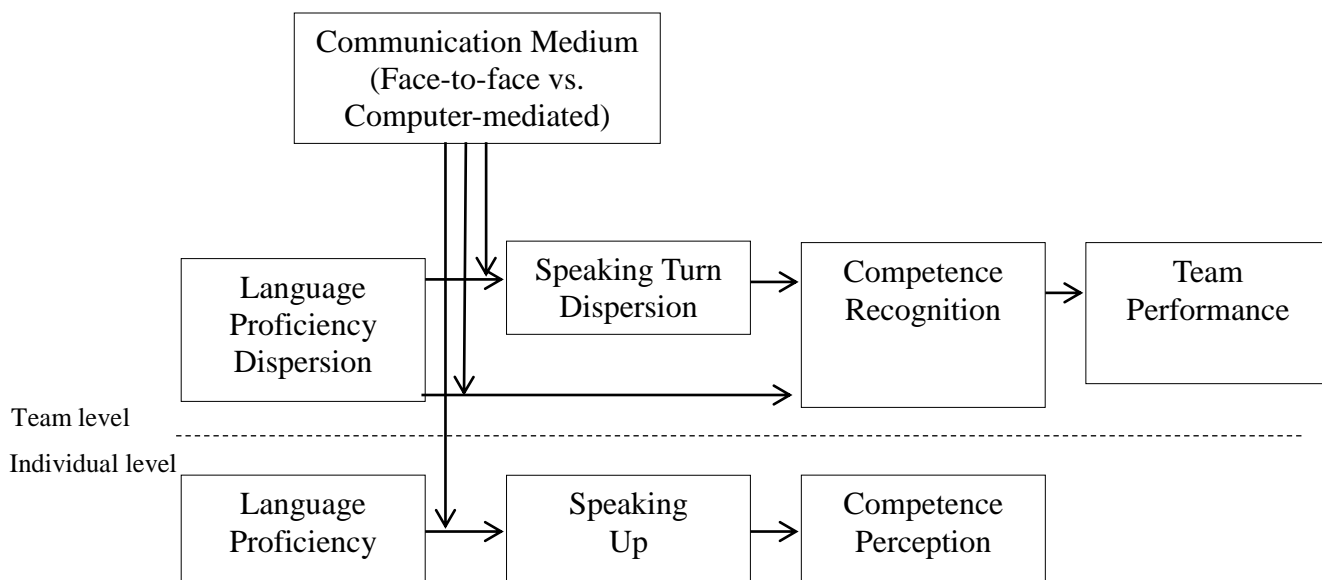 Communication Medium
(Face-to-face vs.
Computer-mediated)
Language
Proficiency
Dispersion
Speaking Turn
Dispersion
Competence
Recognition
Team
Performance
Team level
Individual level
Language
Proficiency
Speaking
Up
Competence
Perception